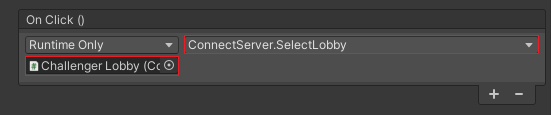 On Click ()
Runtime Only ConnectServer.SelectLobby
Challenger Lobby (Co